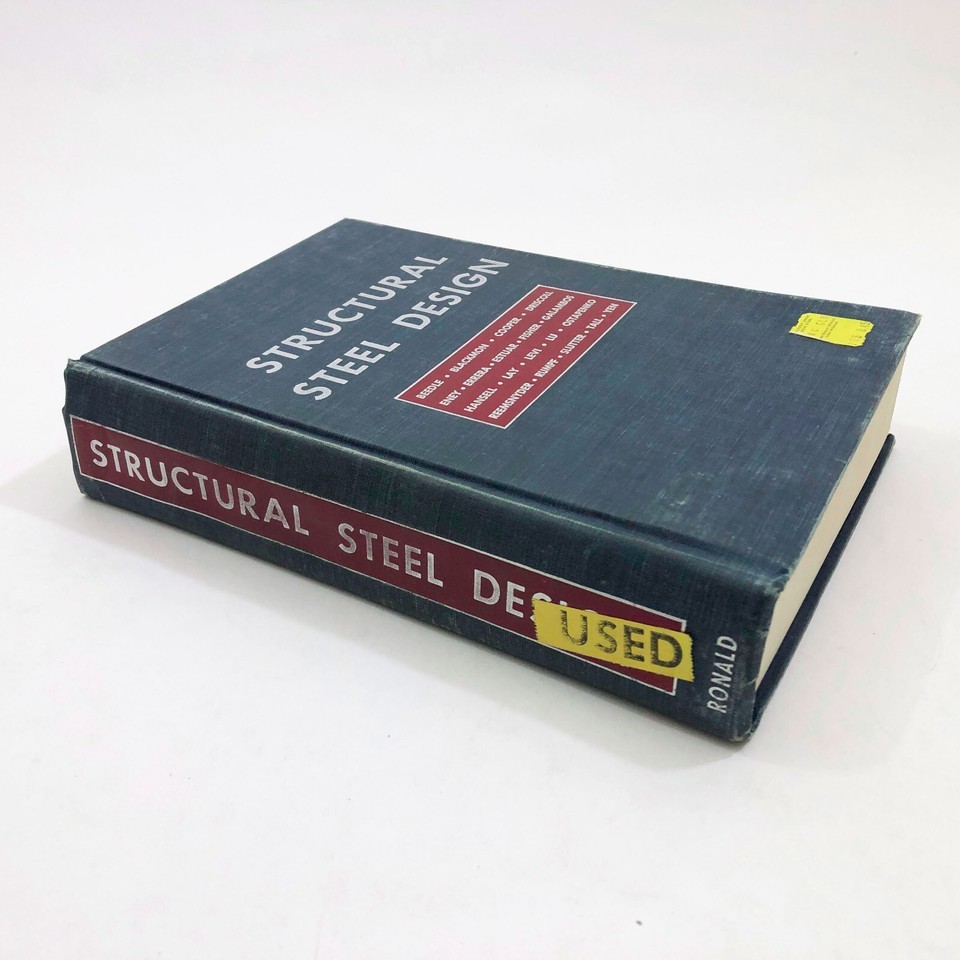 STRUCTURAL
STEEL DESIGN
BEEDLE • BLACKMON • COOPER • DRISCOLL
ENEY • ERRERA • ESTUAR • FISHER • GALAMBOS
HANSELL • LAY • LEVI • LU • OSTAPENKO
REEMSNYDER • RUMPF • SLUTTER • TALL • YEN
STRUCTURAL STEEL DESIG
USED
RONALD